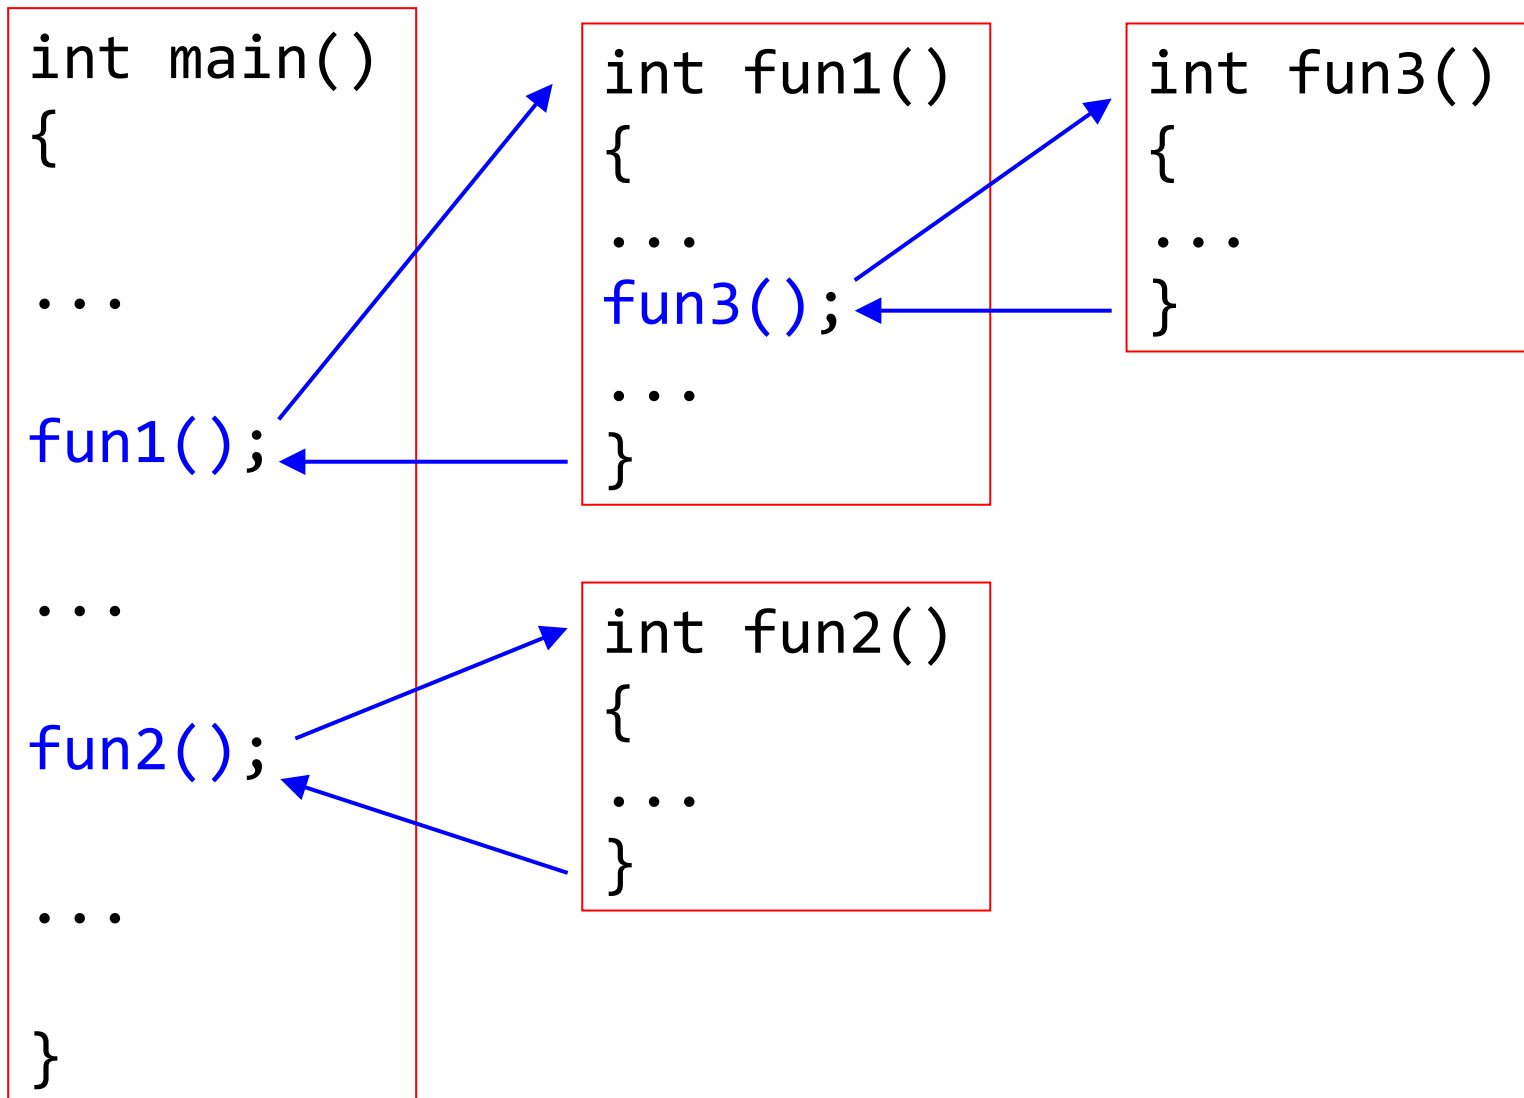 int main()
{
...
fun1();
...
fun2();
...
}
int fun1()
{
...
fun3();
...
}
int fun3()
{
...
}
int fun2()
{
...
}